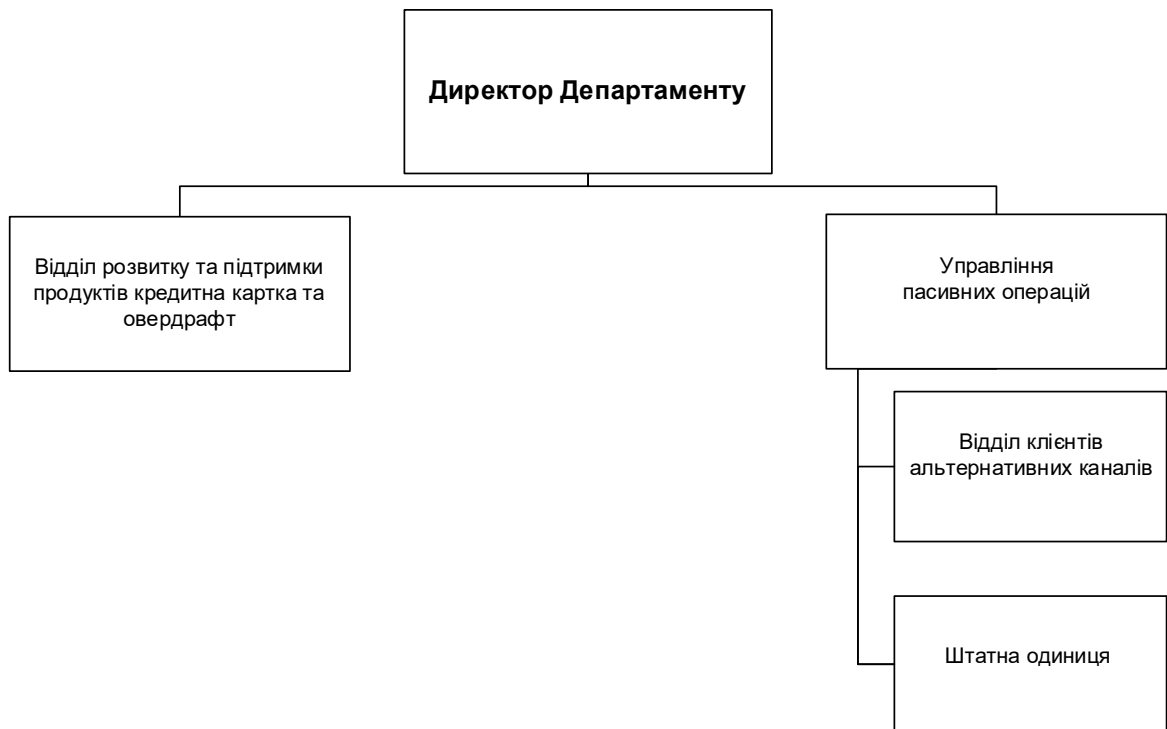 Директор Департаменту
Відділ розвитку та підтримки
продуктів кредитна картка та
овердрафт
Управління
пасивних операцій
Відділ клієнтів
альтернативних каналів
Штатна одиниця